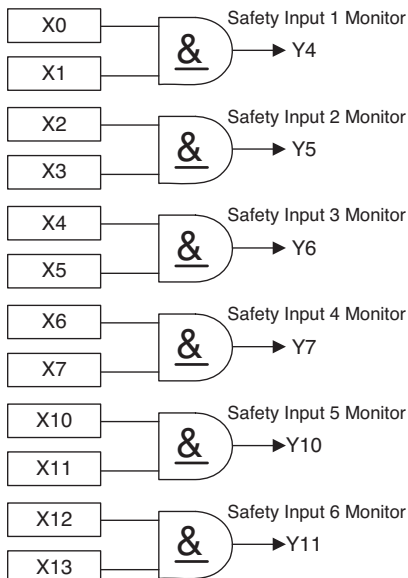 X0
Safety Input 1 Monitor
&
Y4
X1
X2
Safety Input 2 Monitor
&
Y5
X3
X4
Safety Input 3 Monitor
&
Y6
X5
X6
Safety Input 4 Monitor
&
Y7
X7
X10
Safety Input 5 Monitor
&
Y10
X11
X12
Safety Input 6 Monitor
&
Y11
X13